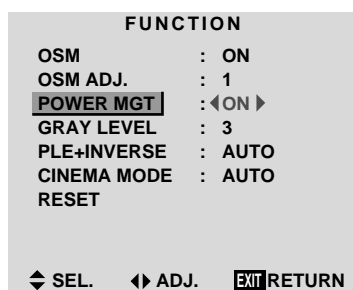 FUNCTION
OSM : ON
OSM ADJ. : 1
POWER MGT : ON
GRAY LEVEL : 3
PLE+INVERSE : AUTO
CINEMA MODE : AUTO
RESET
SEL. ADJ. EXIT RETURN